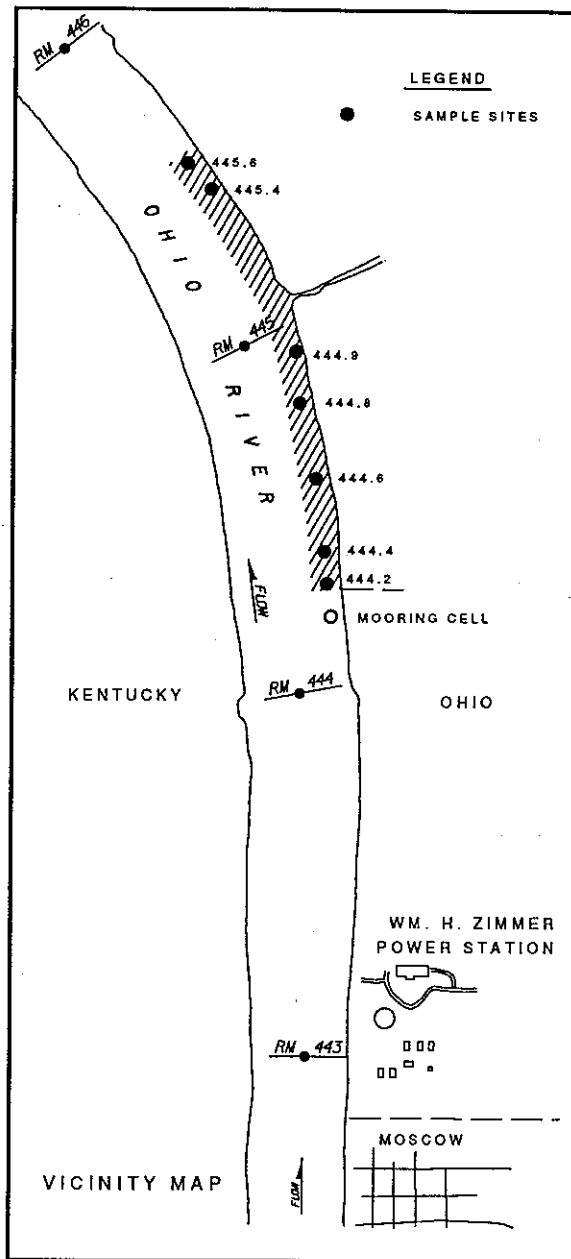 RM 446
LEGEND
SAMPLE SITES
445.6
445.4
OHIO
RM 445
444.9
444.8
RIVER
444.6
444.4
FLOW
444.2
MOORING CELL
KENTUCKY
RM 444
OHIO
WM. H. ZIMMER
POWER STATION
RM 443
MOSCOW
VICINITY MAP
FLOW